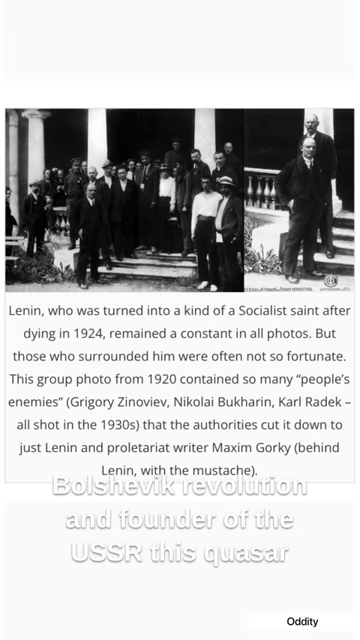 Lenin, who was turned into a kind of a Socialist saint after
dying in 1924, remained a constant in all photos. But
those who surrounded him were often not so fortunate.
This group photo from 1920 contained so many “people’s
enemies” (Grigory Zinoviev, Nikolai Bukharin, Karl Radek –
all shot in the 1930s) that the authorities cut it down to
just Lenin and proletariat writer Maxim Gorky (behind
Lenin, with the mustache).
Bolshevik revolution
and founder of the
USSR this quasar
Oddity